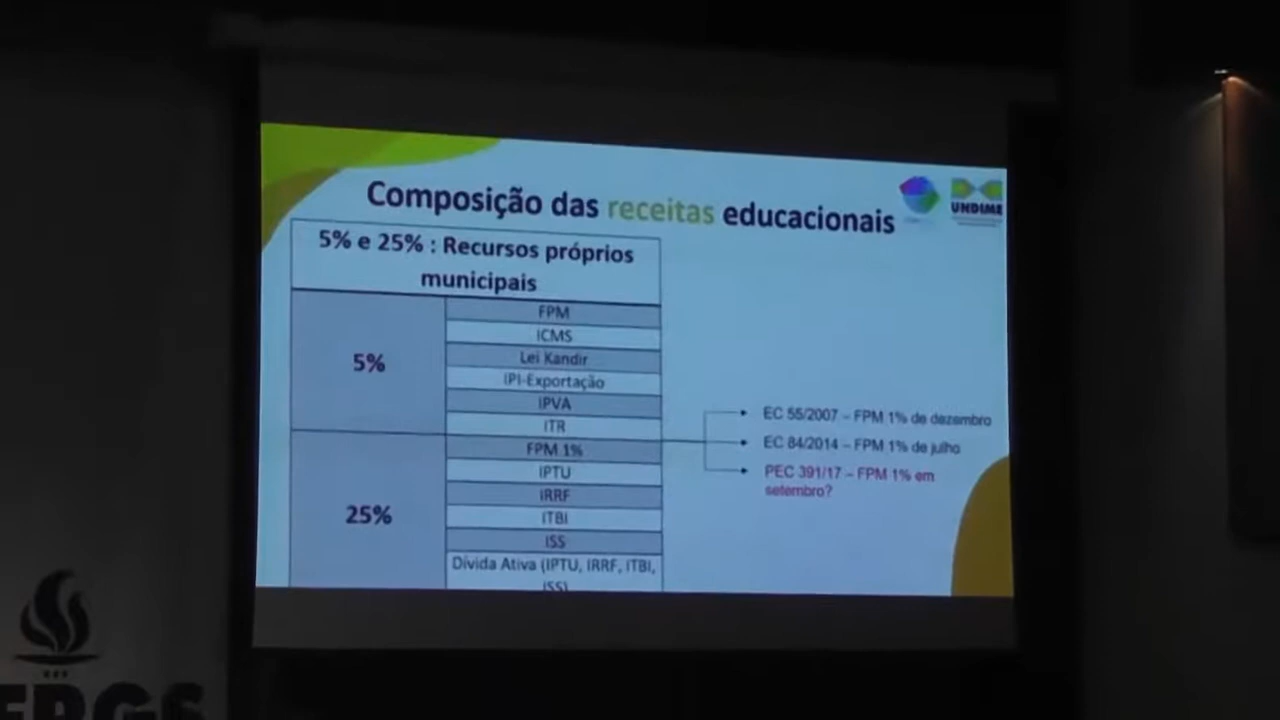 Composição das receitas educacionais
UNDIME
5% e 25% : Recursos próprios
municipais
5%
FPM
ICMS
Lei Kandir
IPI-Exportação
IPVA
ITR
25%
FPM 1%
IPTU
IRRF
ITBI
ISS
Dívida Ativa (IPTU, IRRF, ITBI,
ISS)
EC 55/2007 – FPM 1% de dezembro
EC 84/2014 – FPM 1% de julho
PEC 391/17 – FPM 1% em
setembro?